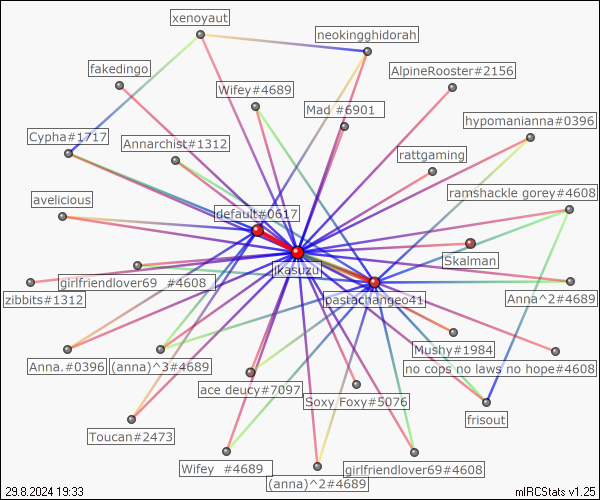 xenoyaut
neokingghidorah
fakedingo
AlpineRooster#2156
Wifey#4689
Mad #6901
hypomanianna#0396
Cypha#1717
Annarchist#1312
rattgaming
ramshackle gorey#4608
avelicious
default#0617
Skalman
jkasuzu
girlfriendlover69 #4608
zibbits#1312
pastachangeo41
Anna^2#4689
Mushy#1984
Anna.#0396
(anna)^3#4689
no cops no laws no hope#4608
ace deucy#7097
Soxy Foxy#5076
frisout
Toucan#2473
Wifey #4689
girlfriendlover69#4608
(anna)^2#4689
29.8.2024 19:33
mIRCStats v1.25